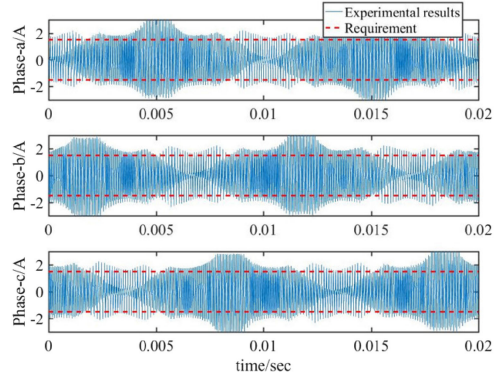 Experimental results
Requirement
Phase-a/A
2
0
-2
0 0.005 0.01 0.015 0.02
Phase-b/A
2
0
-2
0 0.005 0.01 0.015 0.02
Phase-c/A
2
0
-2
0 0.005 0.01 0.015 0.02
time/sec